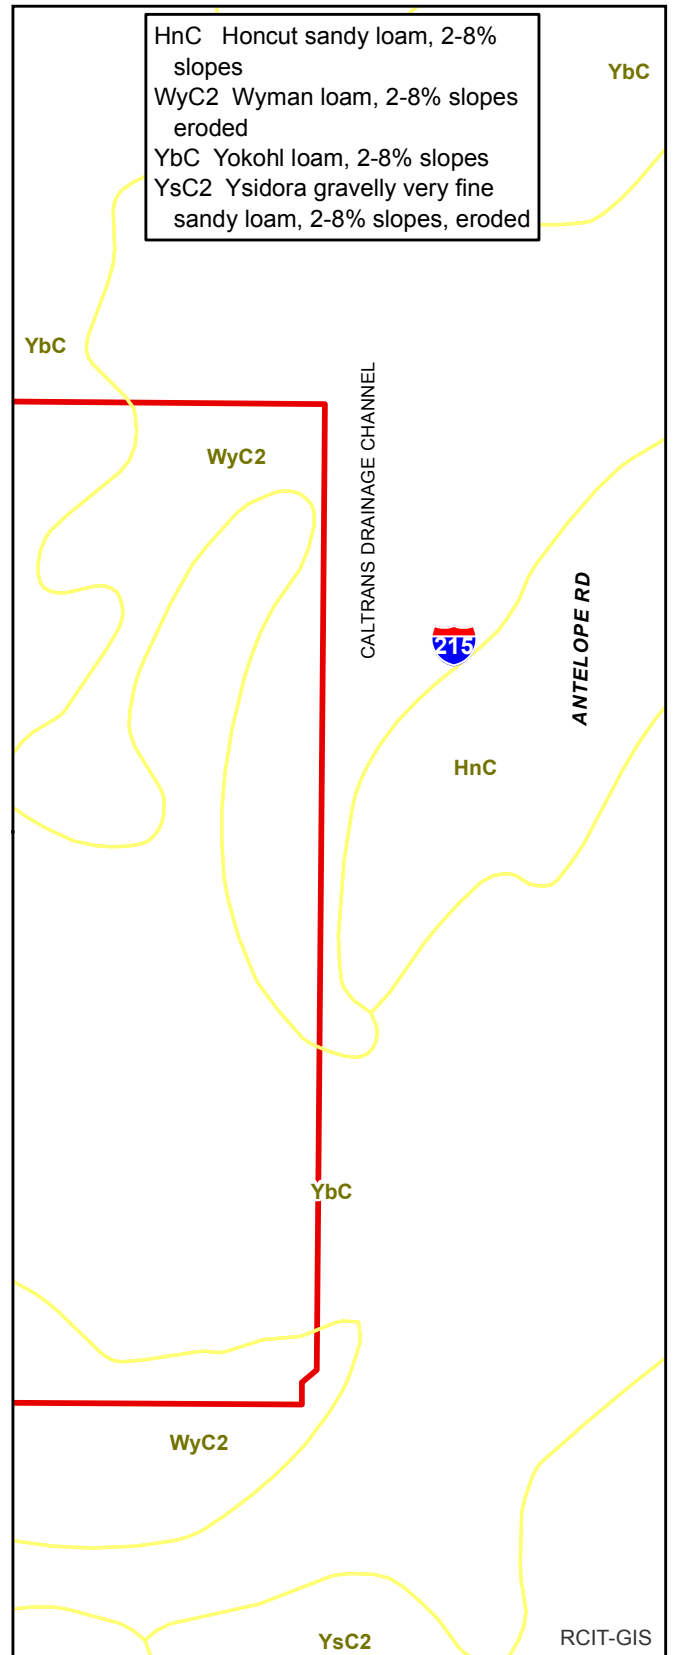 HnC Honcut sandy loam, 2-8%
slopes
WyC2 Wyman loam, 2-8% slopes
eroded
YbC Yokohl loam, 2-8% slopes
YsC2 Ysidora gravelly very fine
sandy loam, 2-8% slopes, eroded
YbC
YbC
WyC2
CALTRANS DRAINAGE CHANNEL
215
ANTELOPE RD
HnC
YbC
WyC2
YsC2
RCIT-GIS